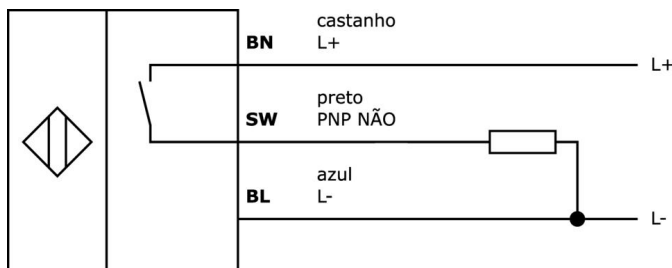 castanho
BN L+
L+
preto
SW PNP NÃO
azul
BL L-
L-